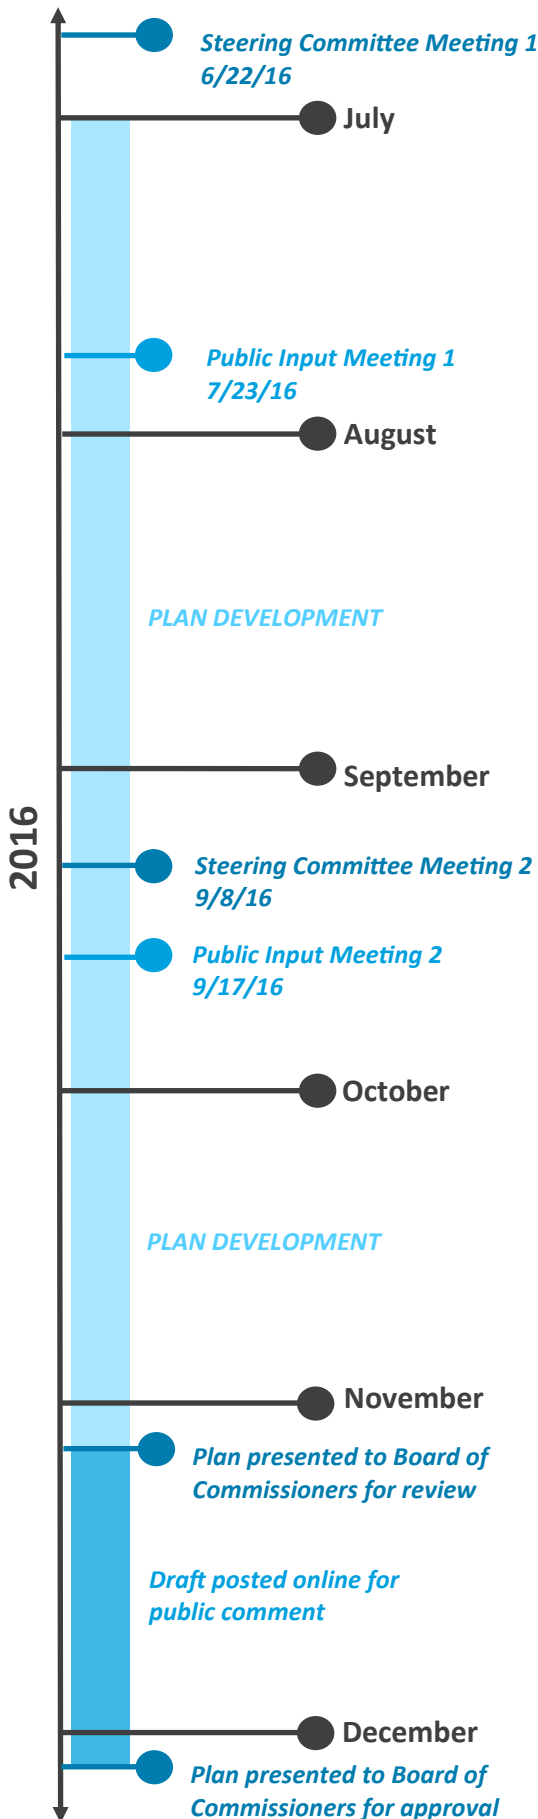 Steering Committee Meeting 1
6/22/16
July
Public Input Meeting 1
7/23/16
August
PLAN DEVELOPMENT
September
2016
Steering Committee Meeting 2
9/8/16
Public Input Meeting 2
9/17/16
October
PLAN DEVELOPMENT
November
Plan presented to Board of
Commissioners for review
Draft posted online for
public comment
December
Plan presented to Board of
Commissioners for approval